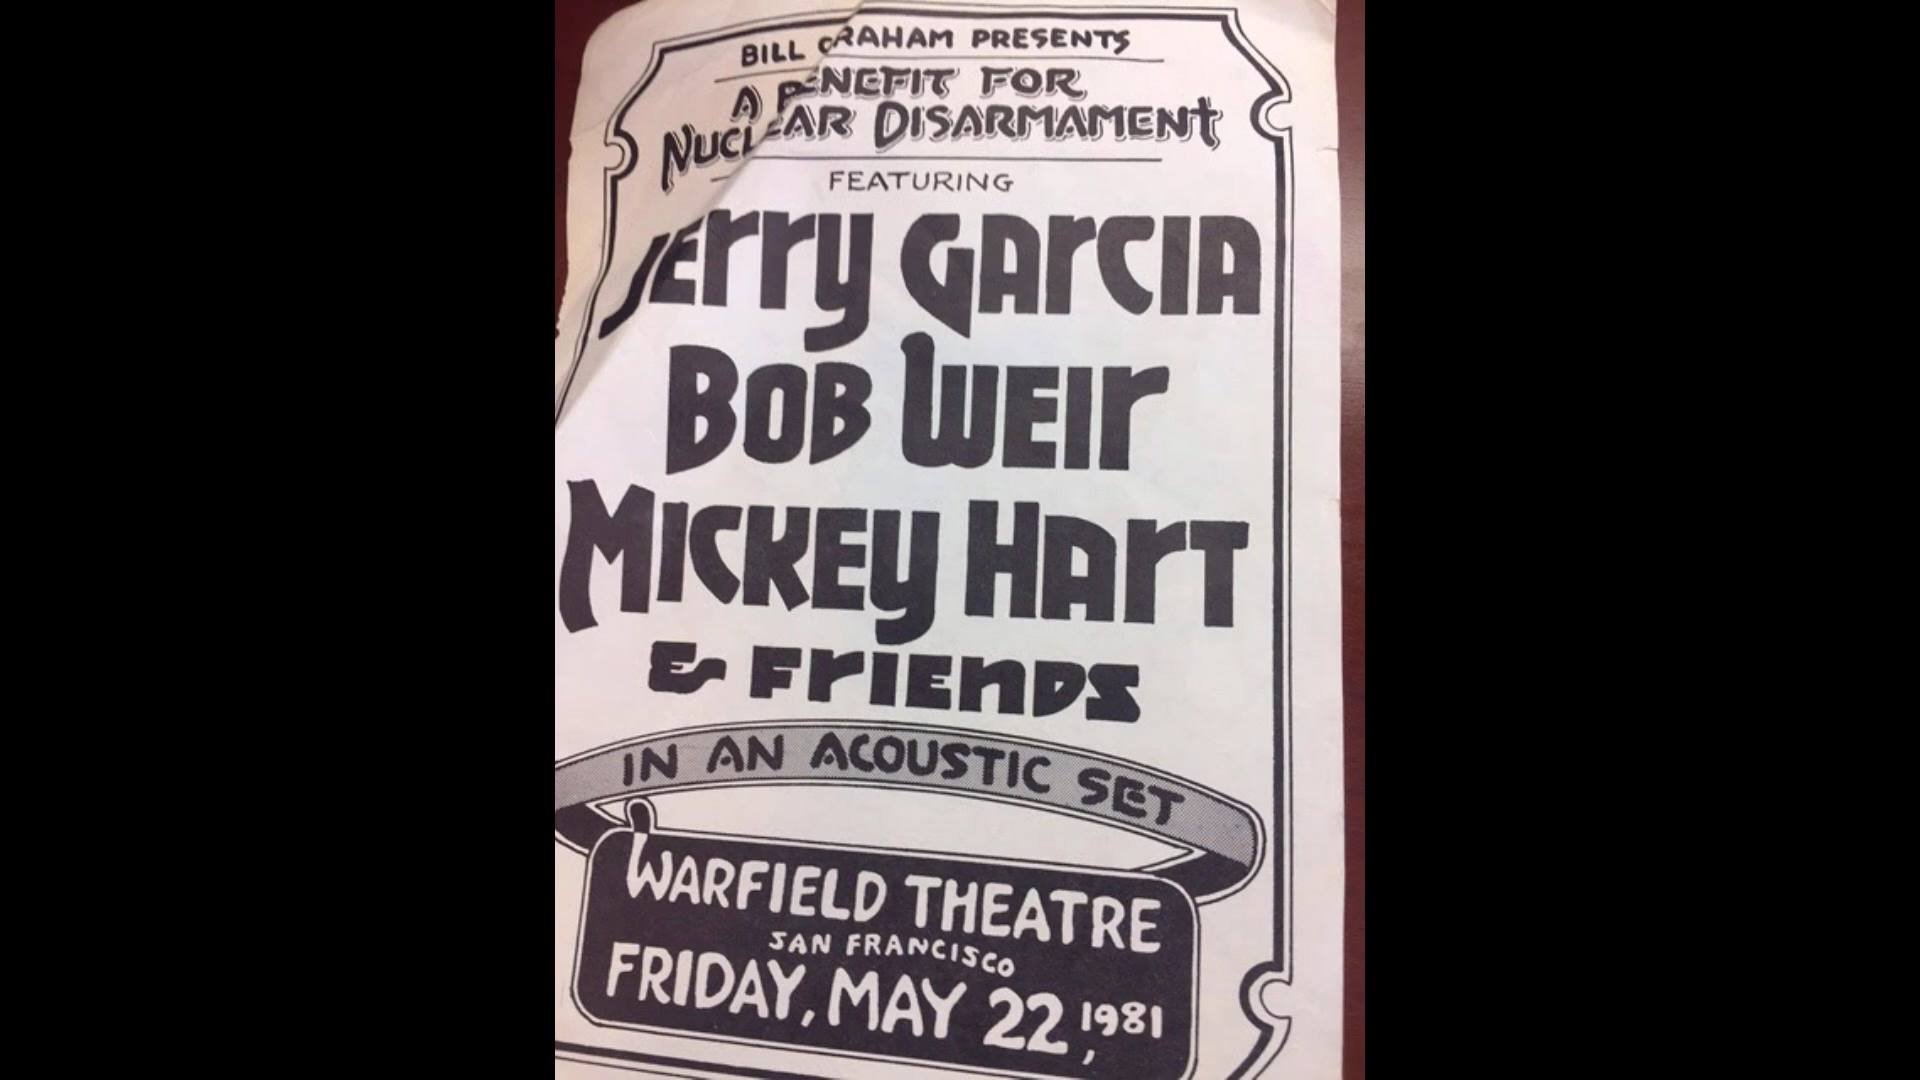 BILL GRAHAM PRESENTS
A BENEFIT FOR
NUCLEAR DISARMAMENT
FEATURING
JERRY GARCIA
BOB WEIR
MICKEY HART
& FRIENDS
IN AN ACOUSTIC SET
WARFIELD THEATRE
SAN FRANCISCO
FRIDAY, MAY 22, 1981